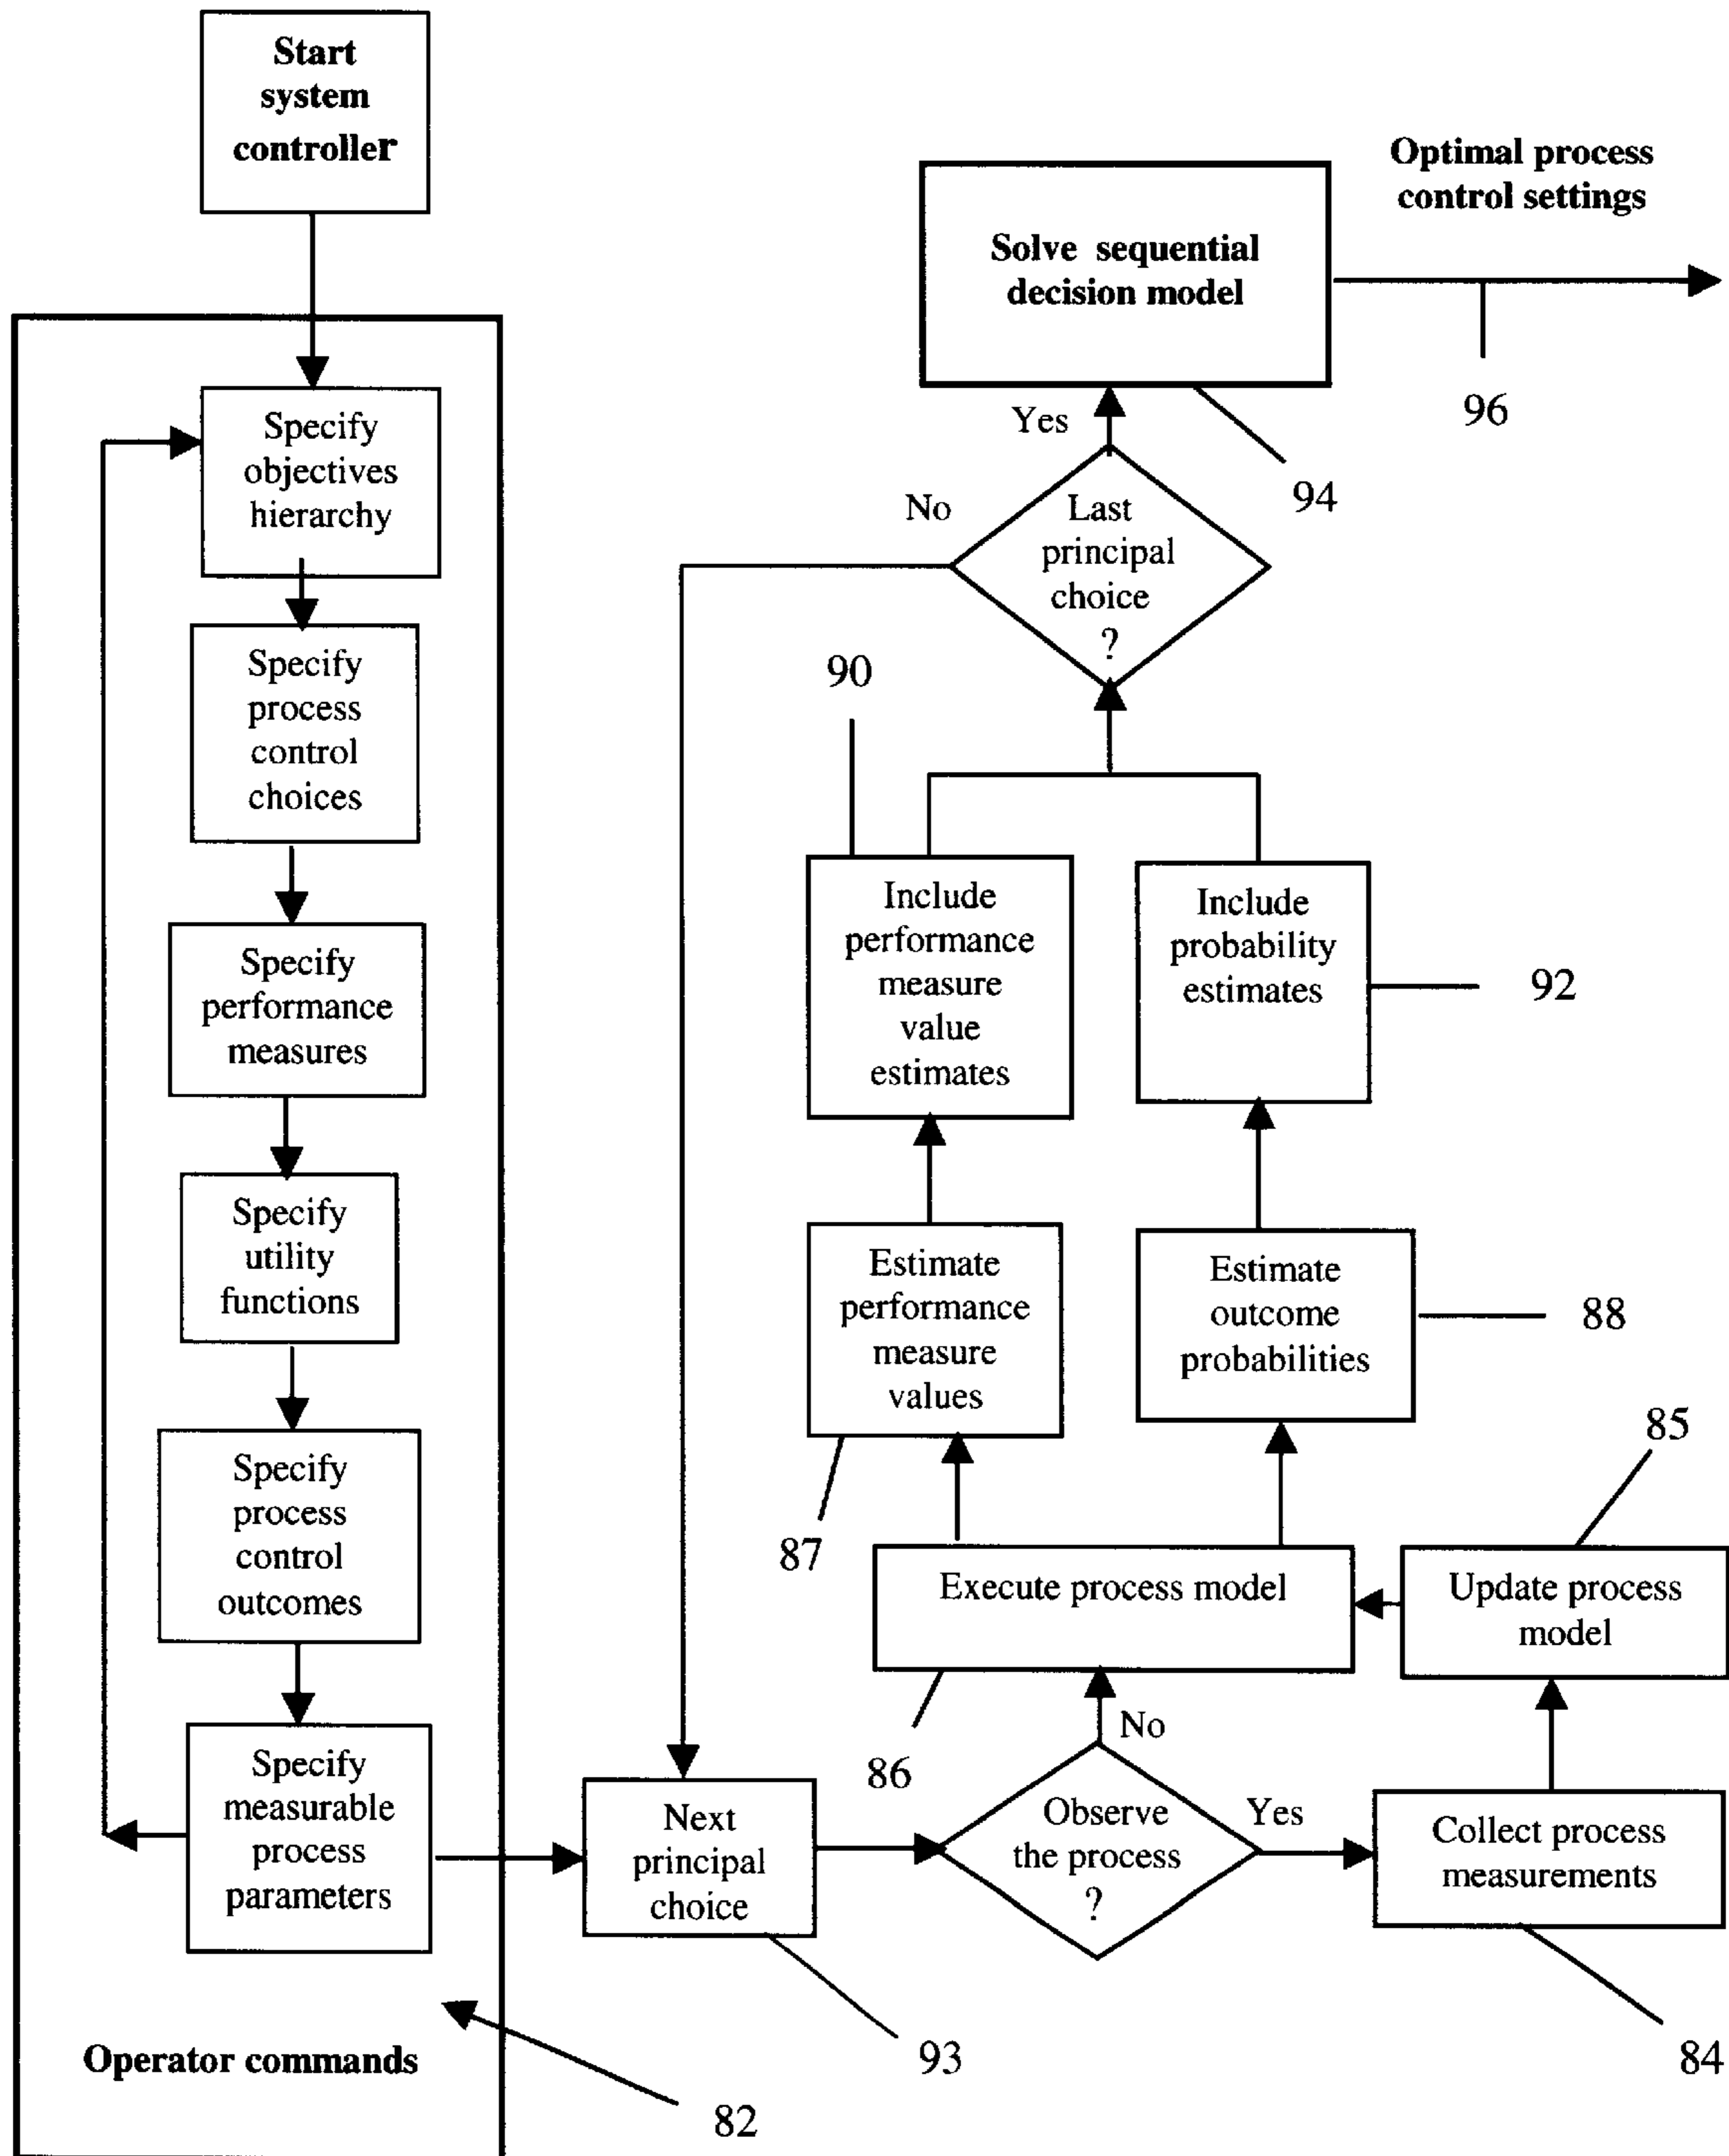 Start
system
controller
Specify
objectives
hierarchy
Specify
process
control
choices
Specify
performance
measures
Specify
utility
functions
Specify
process
control
outcomes
Specify
measurable
process
parameters
Operator commands
82
Optimal process
control settings
Solve sequential
decision model
96
94
Yes
No
Last
principal
choice
?
90
Include
performance
measure
value
estimates
Include
probability
estimates
92
Estimate
performance
measure
values
Estimate
outcome
probabilities
88
87
85
Execute process model
Update process
model
86
No
Next
principal
choice
Observe
the process
?
Yes
Collect process
measurements
93
84